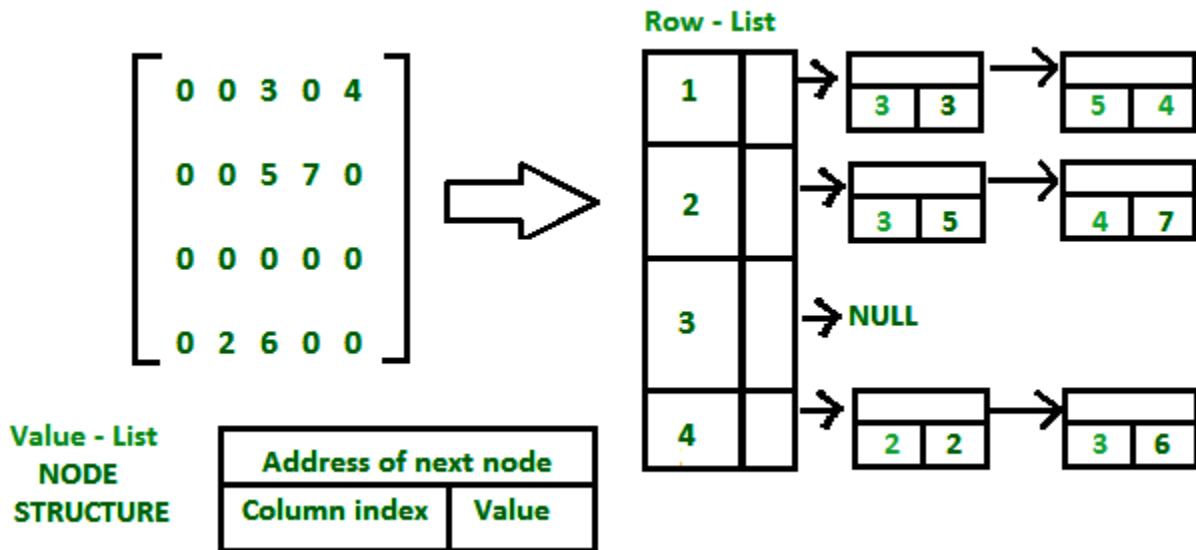 0 0 3 0 4
0 0 5 7 0
0 0 0 0 0
0 2 6 0 0
Row - List
1
3 3
5 4
2
3 5
4 7
3
NULL
4
2 2
3 6
Value - List
NODE
STRUCTURE
Address of next node
Column index Value